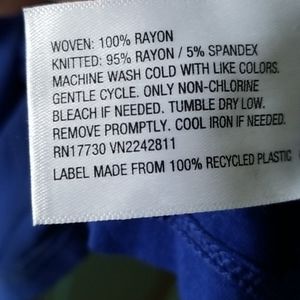 WOVEN: 100% RAYON
KNITTED: 95% RAYON / 5% SPANDEX
MACHINE WASH COLD WITH LIKE COLORS.
GENTLE CYCLE. ONLY NON-CHLORINE
BLEACH IF NEEDED. TUMBLE DRY LOW.
REMOVE PROMPTLY. COOL IRON IF NEEDED.
RN17730 VN2242811
LABEL MADE FROM 100% RECYCLED PLASTIC